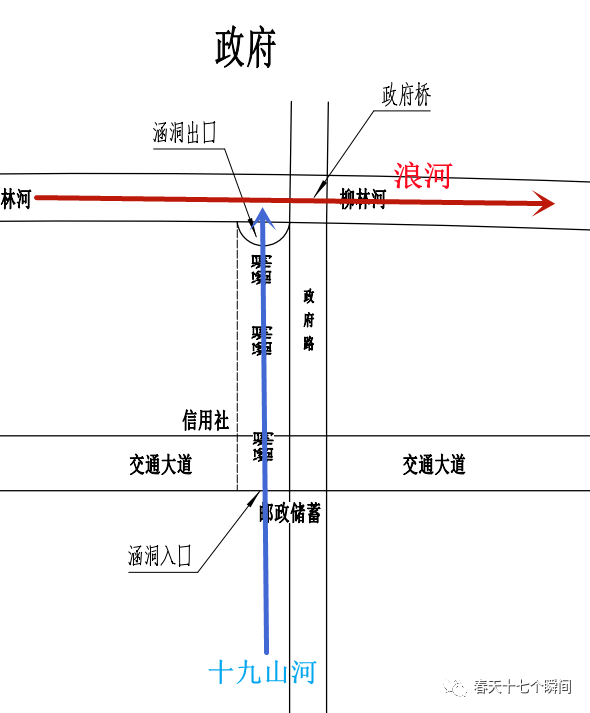 政府
政府桥
涵洞出口
浪河
林河
柳林河
政府路
信用社
交通大道
交通大道
邮政储蓄
涵洞入口
十九山河
春天十七个瞬间